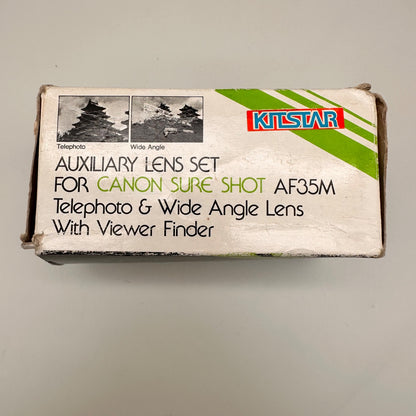 KITSTAR
Telephoto
Wide Angle
AUXILIARY LENS SET
FOR CANON SURE SHOT AF35M
Telephoto & Wide Angle Lens
With Viewer Finder